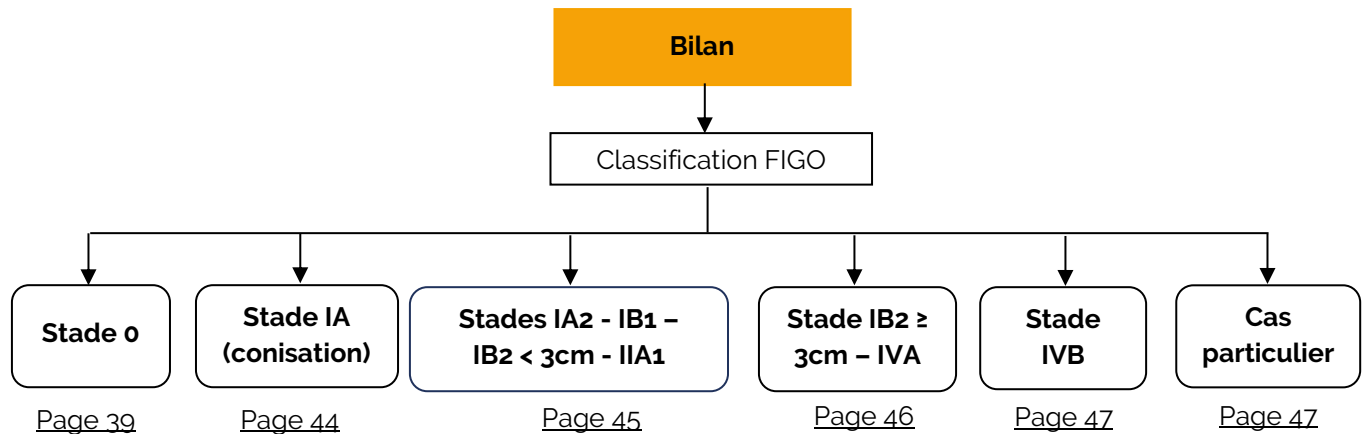 Bilan
Classification FIGO
Stade 0
Stade IA
(conisation)
Stades IA2 - IB1 –
IB2 < 3cm - IIA1
Stade IB2 ≥
3cm – IVA
Stade
IVB
Cas
particulier
Page 39
Page 44
Page 45
Page 46
Page 47
Page 47